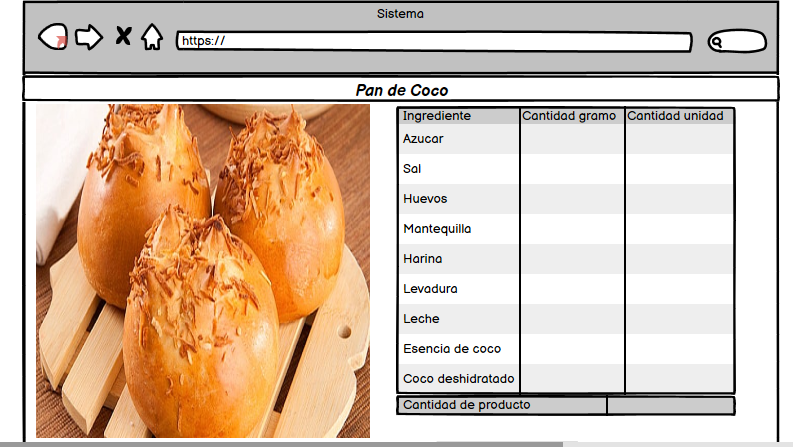 Sistema
https://
Pan de Coco
Ingrediente Cantidad gramo Cantidad unidad
Azucar
Sal
Huevos
Mantequilla
Harina
Levadura
Leche
Esencia de coco
Coco deshidratado
Cantidad de producto